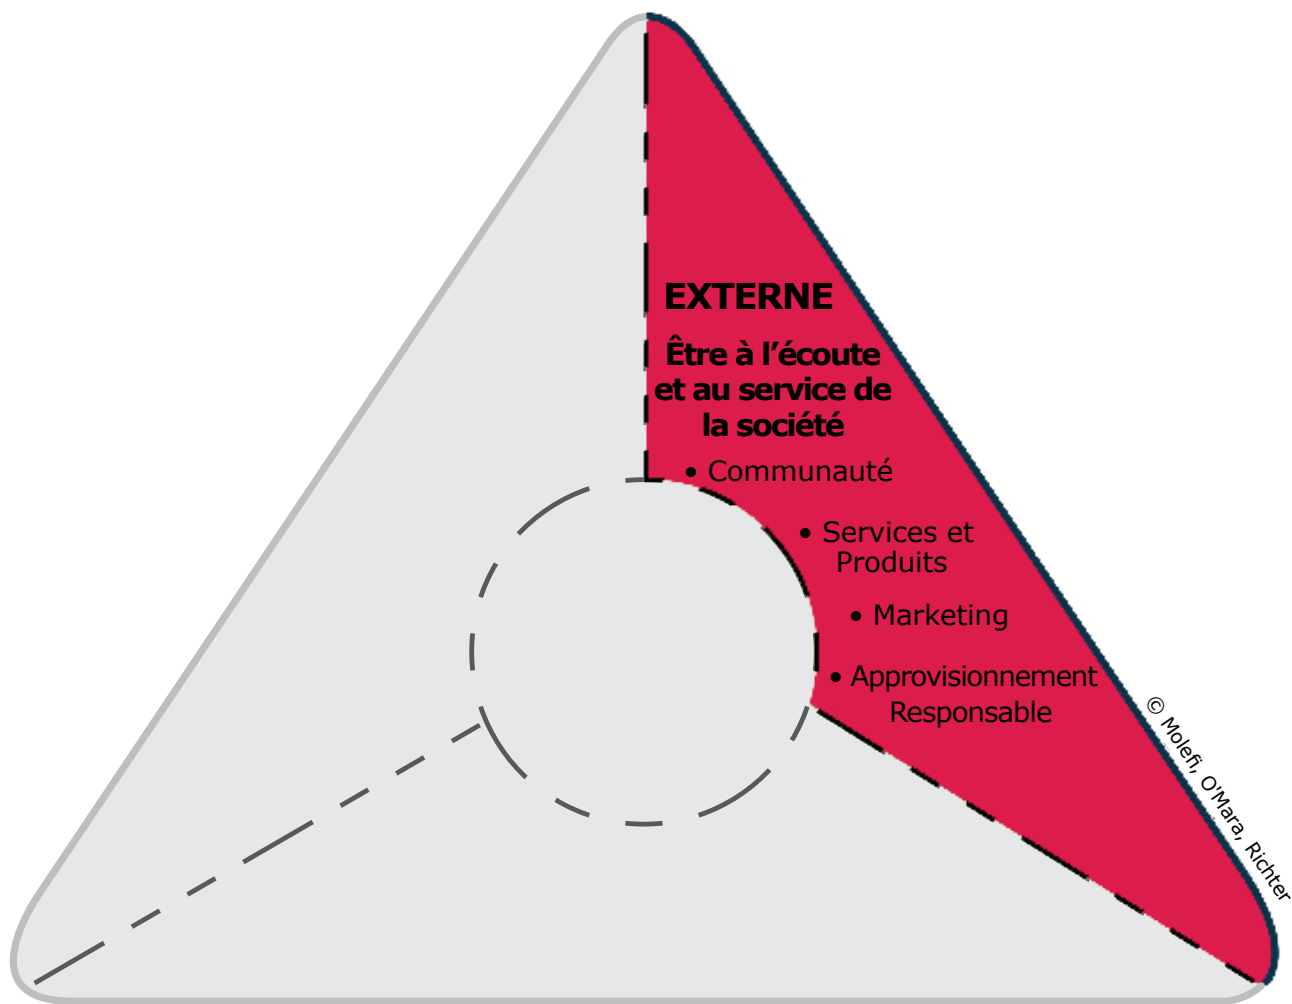 EXTERNE
Être à l’écoute
et au service de
la société
• Communauté
• Services et
Produits
• Marketing
• Approvisionnement
Responsable
© Molefi, O'Mara, Richter